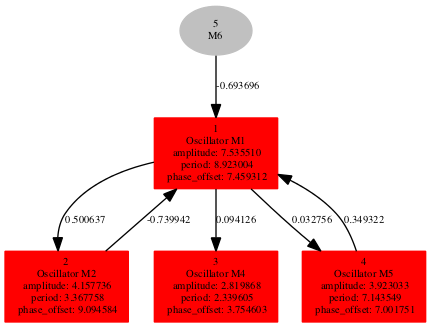 5
M6
-0.693696
1
Oscillator M1
amplitude: 7.535510
period: 8.923004
phase_offset: 7.459312
0.500637
-0.739942
0.094126
0.032756
0.349322
2
Oscillator M2
amplitude: 4.157736
period: 3.367758
phase_offset: 9.094584
3
Oscillator M4
amplitude: 2.819868
period: 2.339605
phase_offset: 3.754603
4
Oscillator M5
amplitude: 3.923033
period: 7.143549
phase_offset: 7.001751